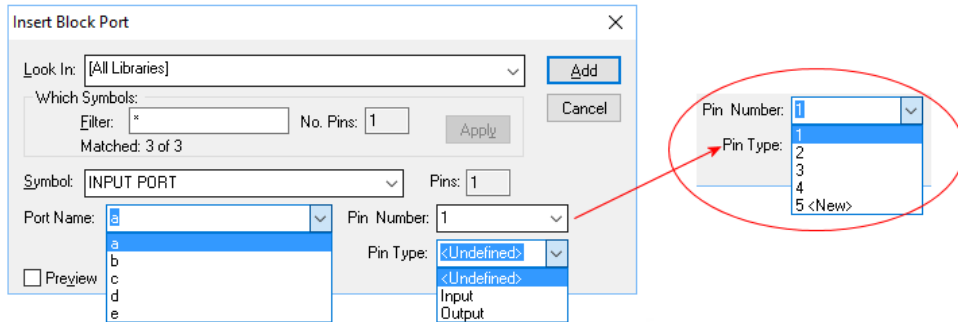 Insert Block Port
Look In: [All Libraries]
Add
Which Symbols:
Filter: *
No. Pins: 1
Apply
Cancel
Matched: 3 of 3
Symbol: INPUT PORT
Pins: 1
Port Name: a
a
b
c
d
e
Pin Number: 1
Pin Type: <Undefined>
<Undefined>
Input
Output
Preview
Pin Number: 1
Pin Type:
1
2
3
4
5 <New>